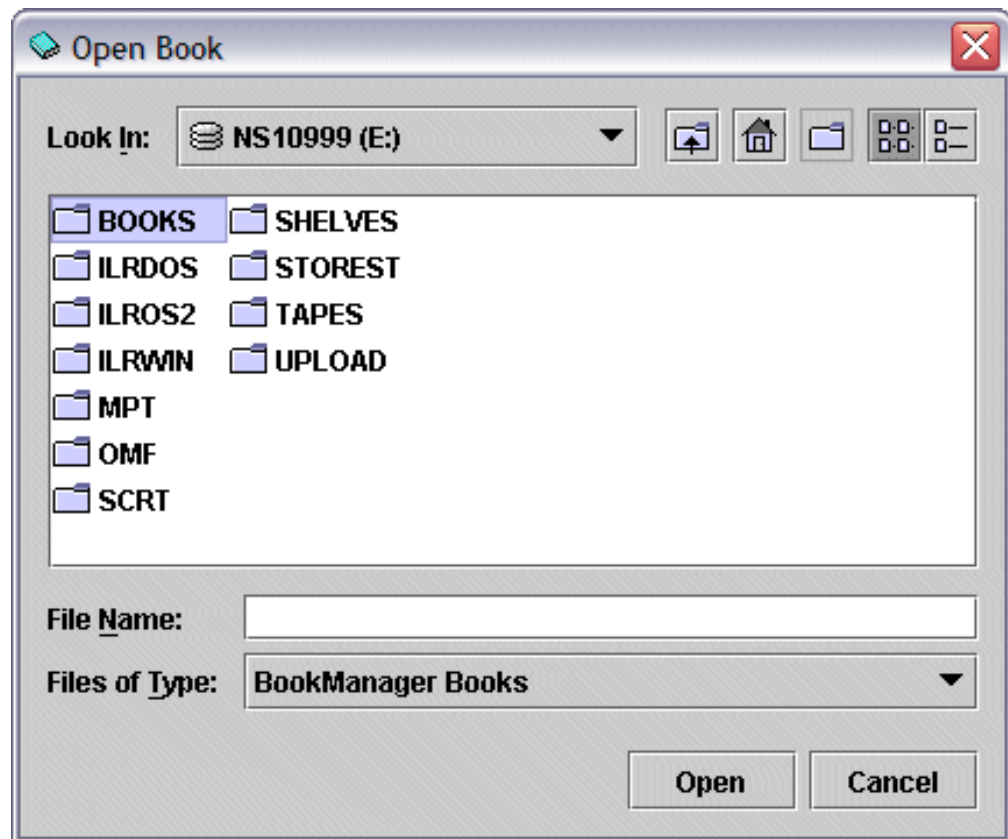 Open Book
Look In: NS10999 (E:)
BOOKS SHELVES
ILRDOS STOREST
ILROS2 TAPES
ILRWIN UPLOAD
MPT
OMF
SCRT
File Name:
Files of Type: BookManager Books
Open Cancel